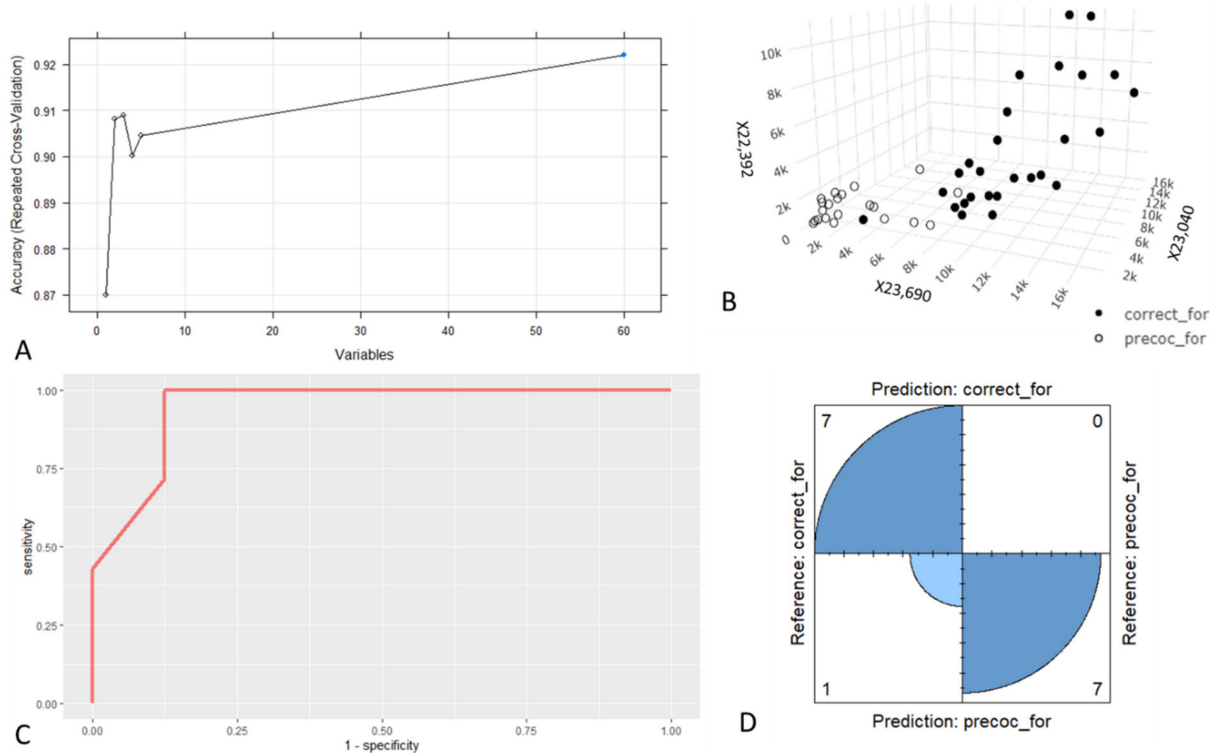 0.92
0.91
0.90
0.89
0.88
0.87
Accuracy (Repeated Cross-Validation)
0 10 20 30 40 50 60
Variables
A
10k
8k
6k
4k
2k
0
X22,392
2k
4k
6k
8k
10k
12k
14k
16k
X23,690
16k
14k
12k
10k
8k
6k
4k
2k
X23,040
B
correct_for
precoc_for
1.00
0.75
0.50
0.25
0.00
sensitivity
0.00 0.25 0.50 0.75 1.00
1 - specificity
C
Prediction: correct_for
7 0
Reference: correct_for
Reference: precoc_for
1 7
Prediction: precoc_for
D